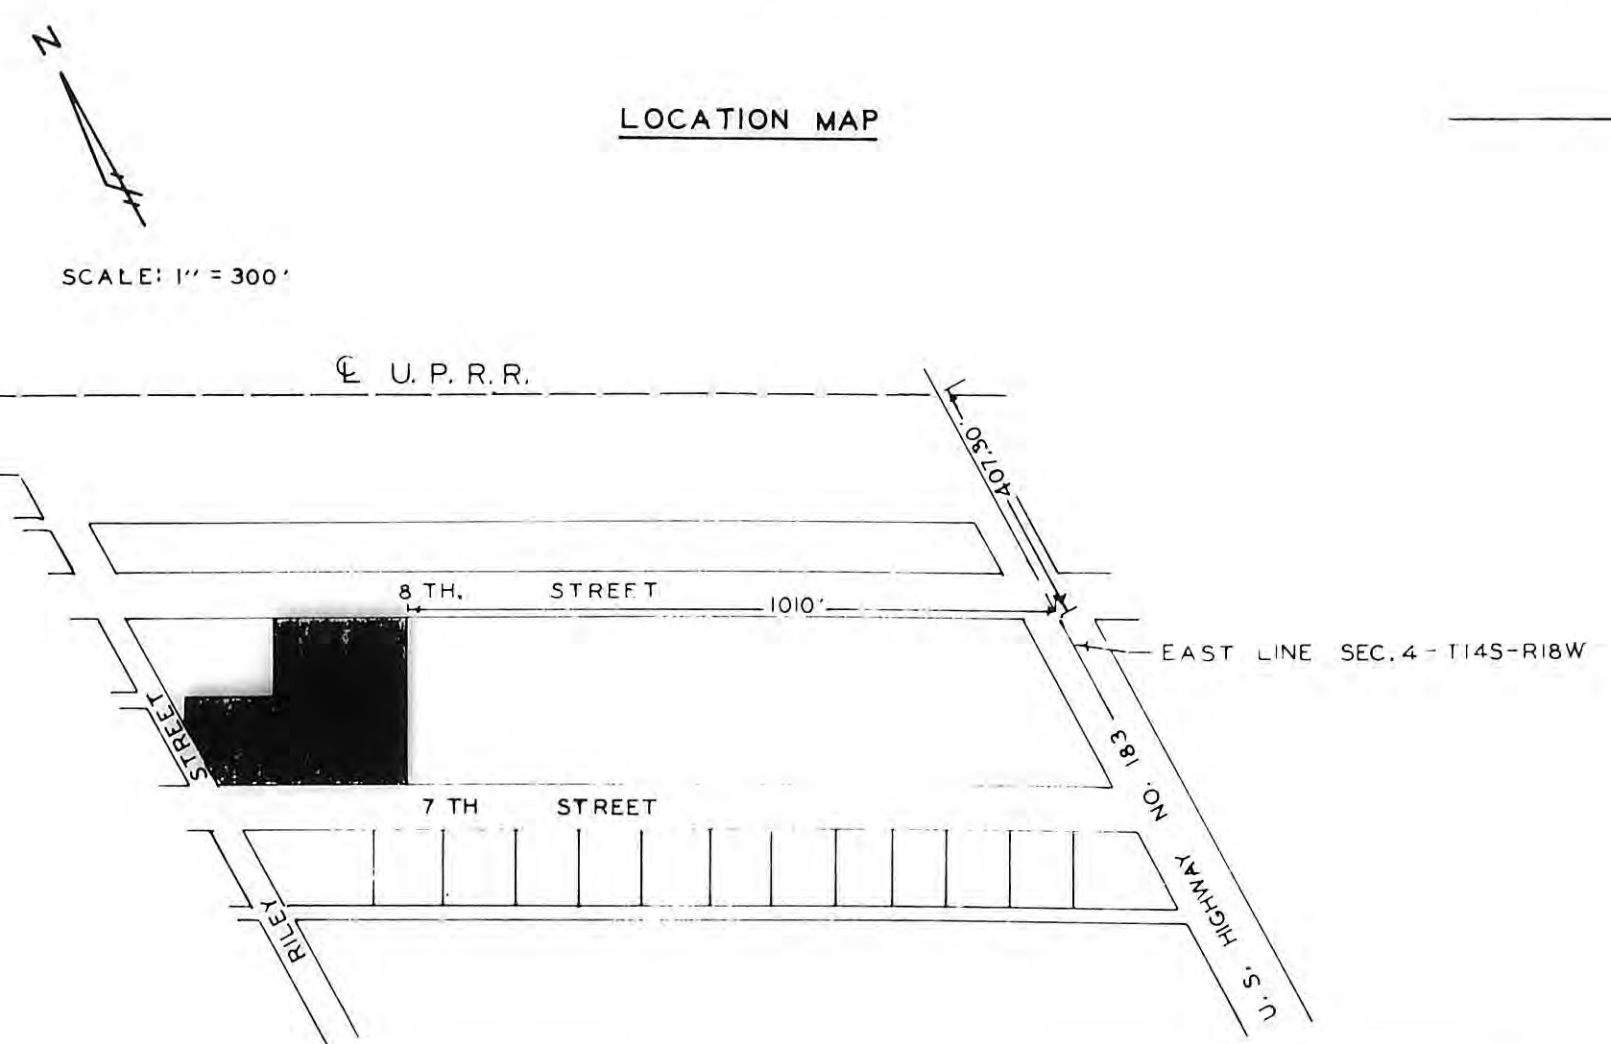 N
LOCATION MAP
SCALE: 1" = 300'
℄ U.P.R.R.
407.30'
8 TH. STREET
1010'
EAST LINE SEC. 4 - T14S-R18W
STREET
NO. 183
7 TH STREET
HIGHWAY
RILEY
U.S.